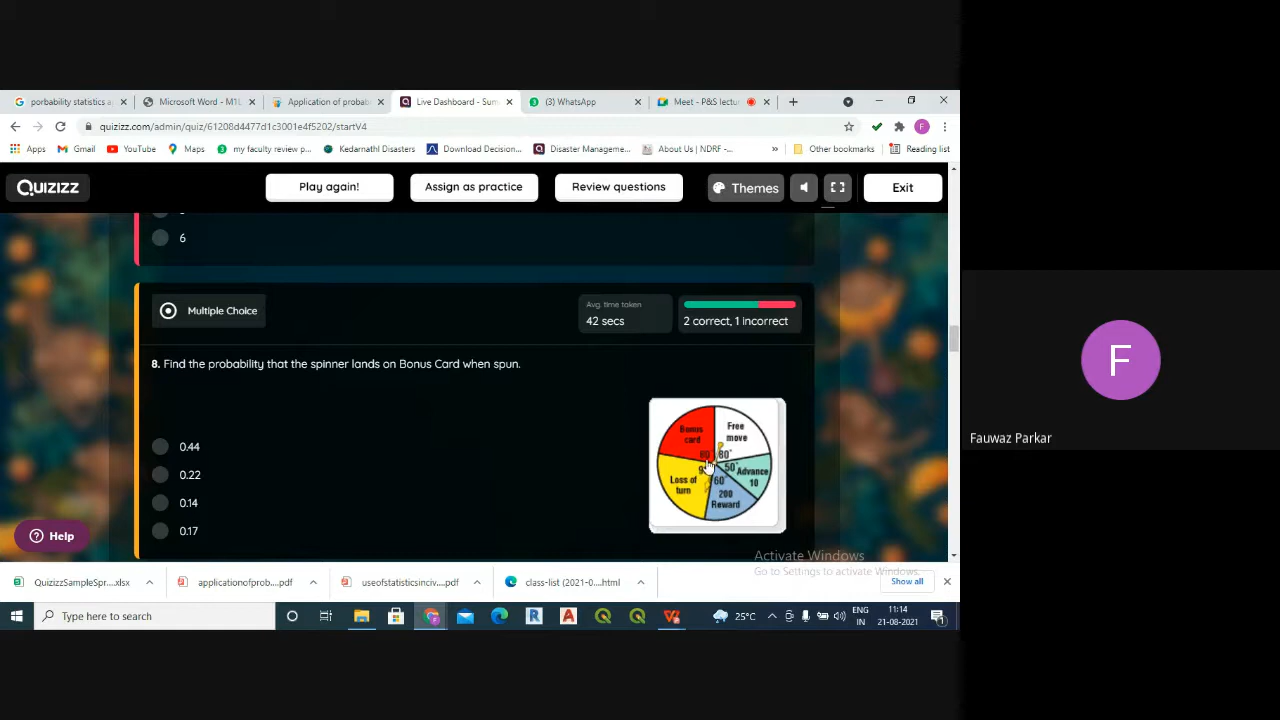 porbability statistics a
Microsoft Word - M1L
Application of probab
Live Dashboard - Sum
(3) WhatsApp
Meet - P&S lectu
quizizz.com/admin/quiz/61208d4477d1c3001e4f5202/startV4
F
Apps
Gmail
YouTube
Maps
my faculty review p...
Kedarnathl Disasters
Download Decision...
Disaster Manageme...
About Us | NDRF -...
»
Other bookmarks
Reading list
QUIZIZZ
Play again!
Assign as practice
Review questions
Themes
Exit
6
Multiple Choice
Avg. time taken
42 secs
2 correct, 1 incorrect
8. Find the probability that the spinner lands on Bonus Card when spun.
0.44
0.22
0.14
0.17
Bonus
card
Free
move
80
80°
50°
Advance
10
60°
200
Reward
Loss of
turn
Help
Activate Windows
Go to Settings to activate Windows.
QuizizzSampleSpr....xlsx
applicationofprob....pdf
useofstatisticsinciv....pdf
class-list (2021-0....html
Show all
Type here to search
25°C
ENG
IN
11:14
21-08-2021
1
F
Fauwaz Parkar